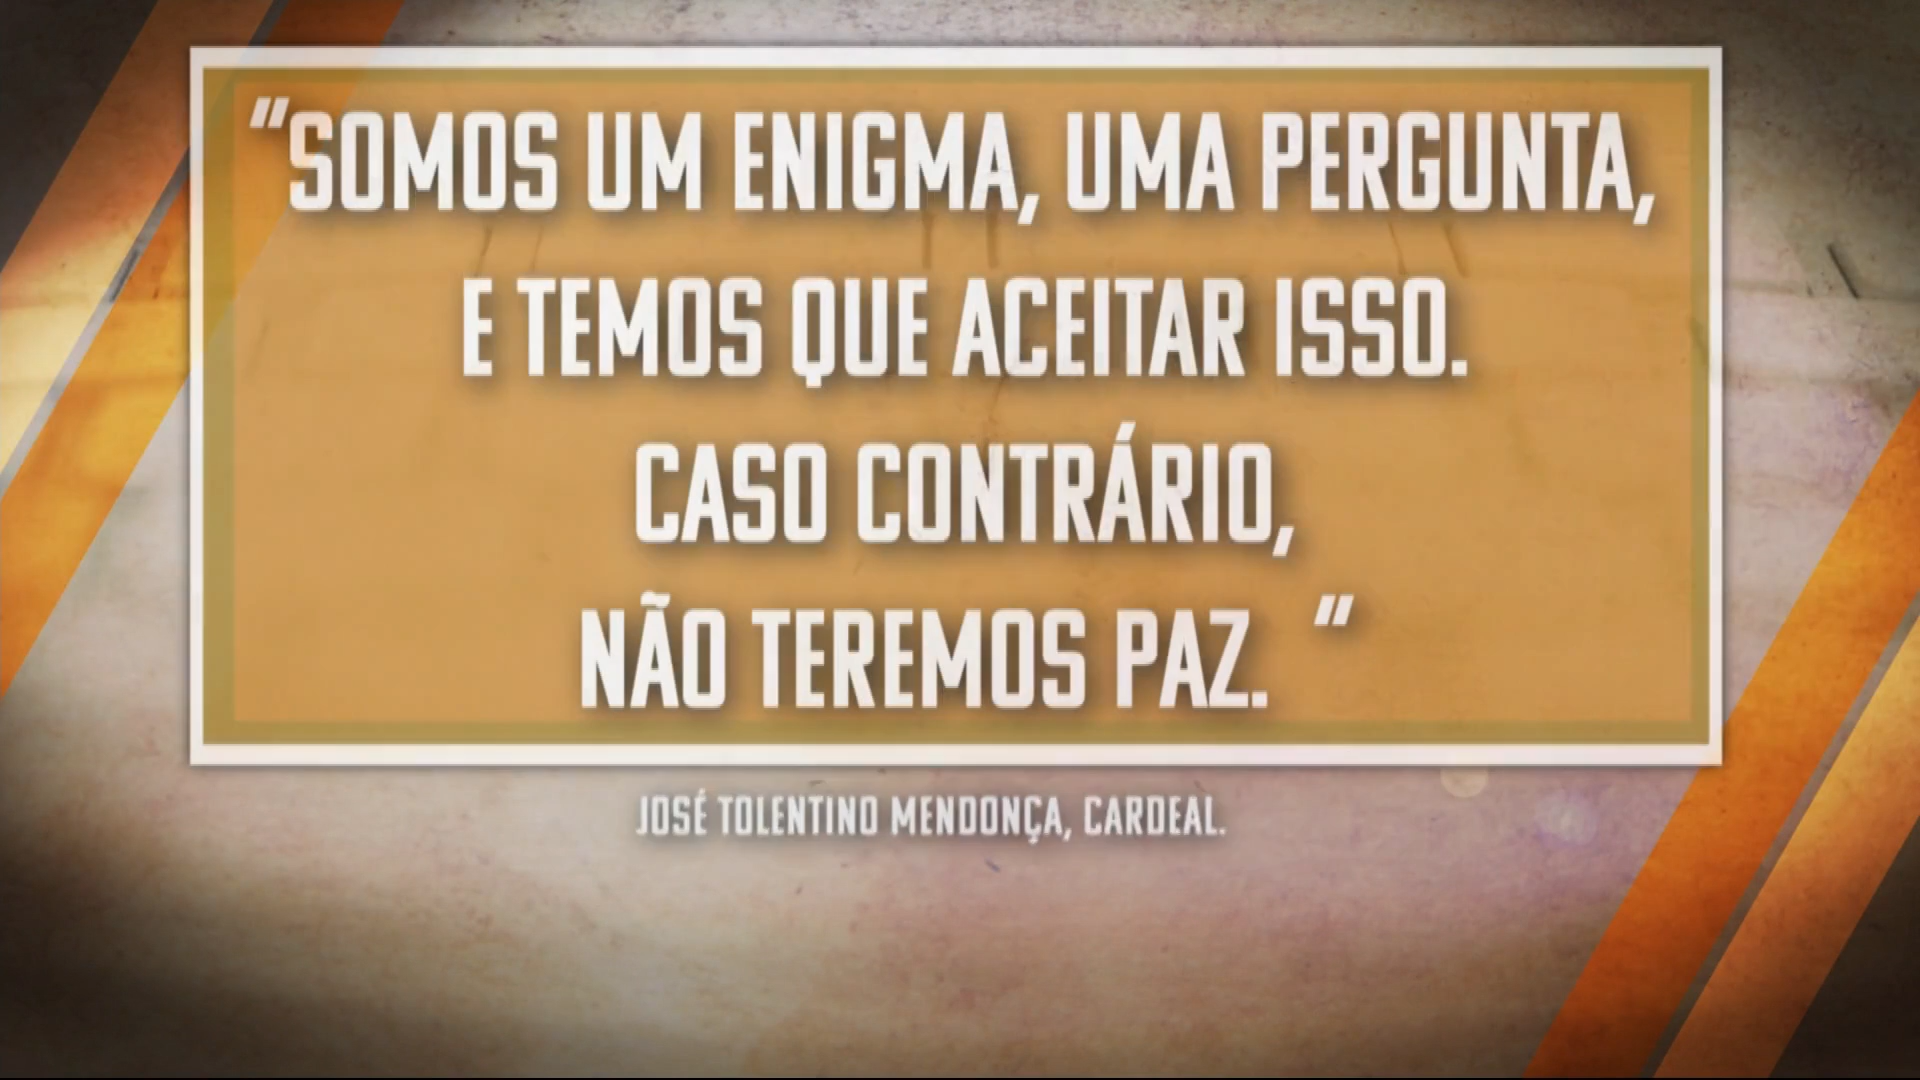 "SOMOS UM ENIGMA, UMA PERGUNTA,
E TEMOS QUE ACEITAR ISSO.
CASO CONTRÁRIO,
NÃO TEREMOS PAZ. "
JOSÉ TOLENTINO MENDONÇA, CARDEAL.